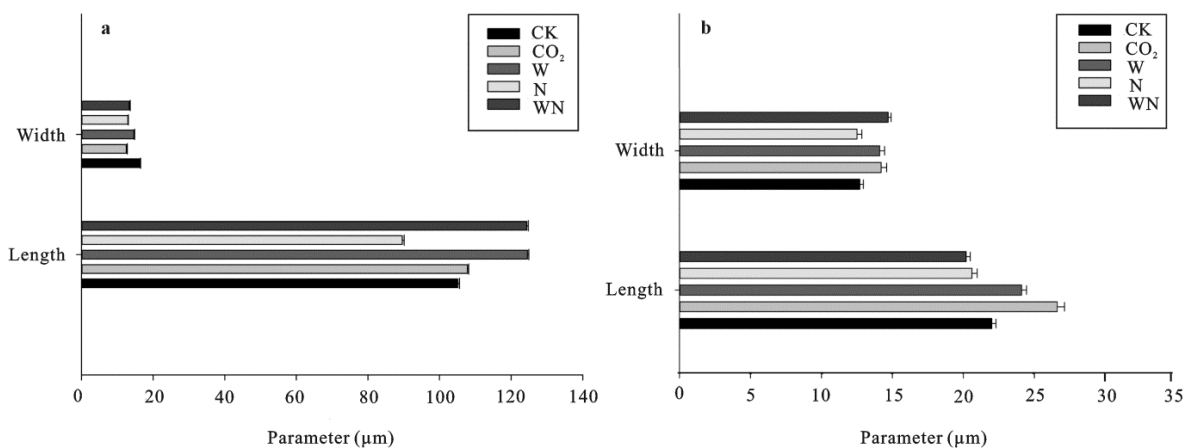 a
CK
CO₂
W
N
WN
Width
Length
0 20 40 60 80 100 120 140
Parameter (µm)
b
CK
CO₂
W
N
WN
Width
Length
0 5 10 15 20 25 30 35
Parameter (µm)